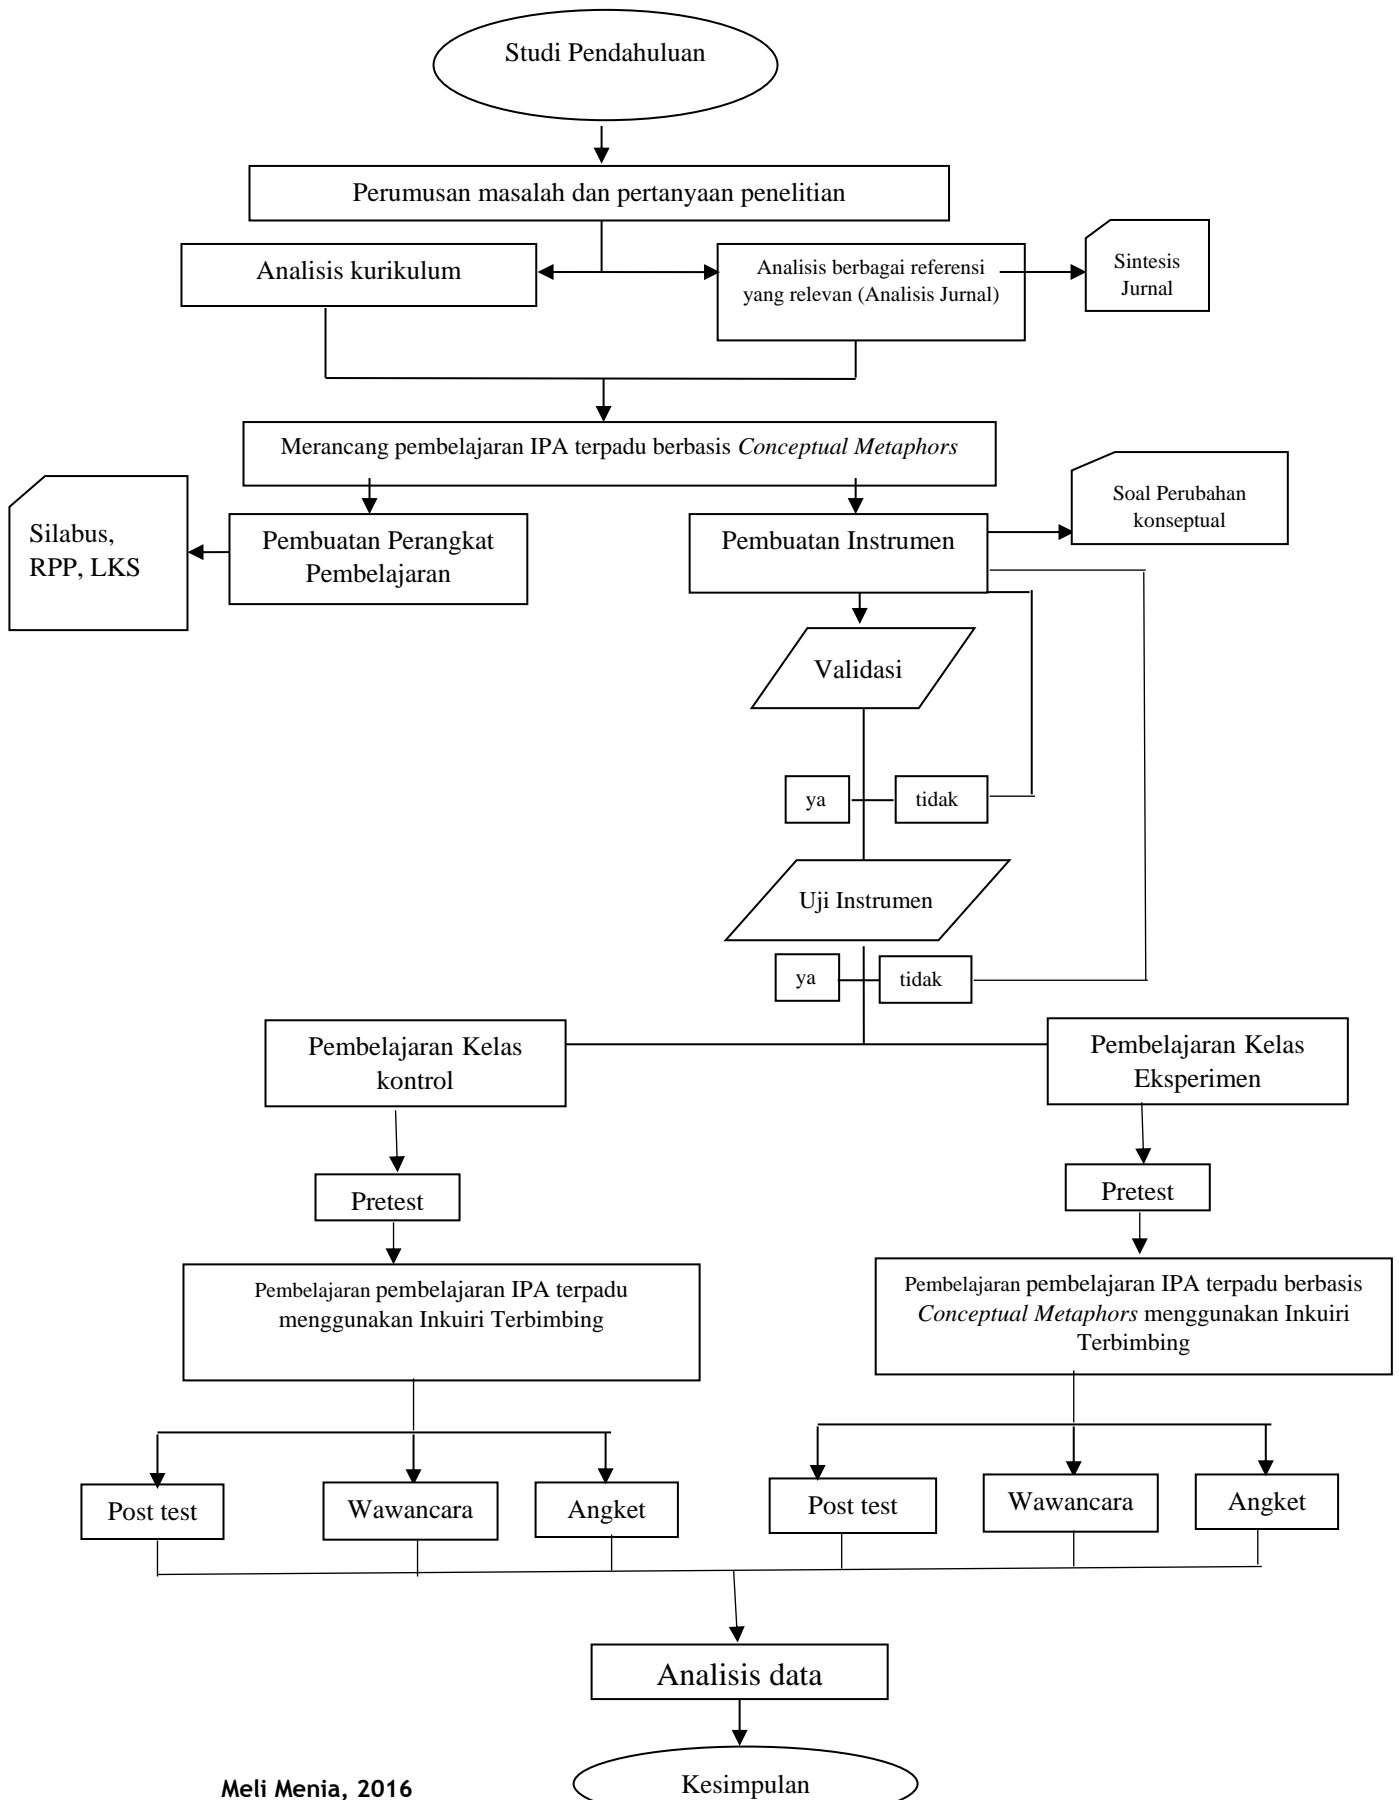 Studi Pendahuluan
Perumusan masalah dan pertanyaan penelitian
Analisis kurikulum
Analisis berbagai referensi
yang relevan (Analisis Jurnal)
Sintesis
Jurnal
Merancang pembelajaran IPA terpadu berbasis Conceptual Metaphors
Silabus,
RPP, LKS
Pembuatan Perangkat
Pembelajaran
Pembuatan Instrumen
Soal Perubahan
konseptual
Validasi
ya
tidak
Uji Instrumen
ya
tidak
Pembelajaran Kelas
kontrol
Pembelajaran Kelas
Eksperimen
Pretest
Pretest
Pembelajaran pembelajaran IPA terpadu
menggunakan Inkuiri Terbimbing
Pembelajaran pembelajaran IPA terpadu berbasis
Conceptual Metaphors menggunakan Inkuiri
Terbimbing
Post test
Wawancara
Angket
Post test
Wawancara
Angket
Analisis data
Kesimpulan
Meli Menia, 2016